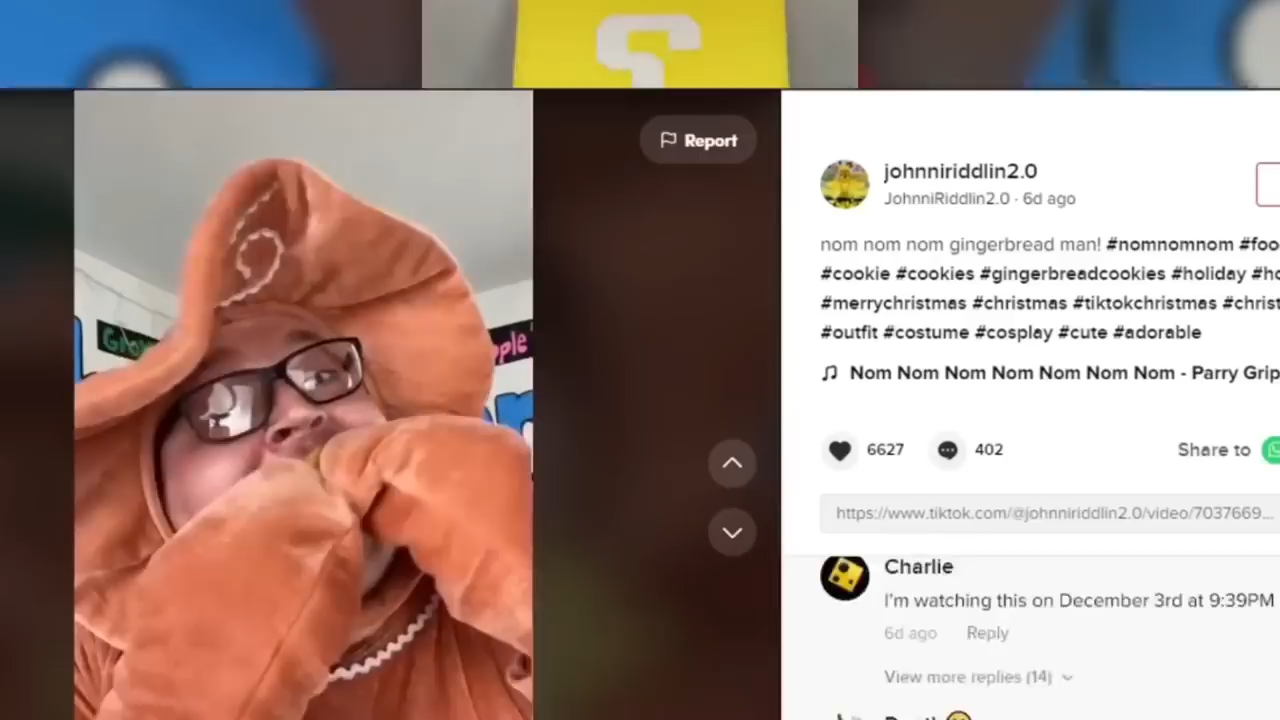 S
Report
johnniriddlin2.0
JohnniRiddlin2.0 · 6d ago
nom nom nom gingerbread man! #nomnomnom #foo
#cookie #cookies #gingerbreadcookies #holiday #ho
#merrychristmas #christmas #tiktokchristmas #christ
#outfit #costume #cosplay #cute #adorable
Nom Nom Nom Nom Nom Nom Nom - Parry Grip
6627
402
Share to
https://www.tiktok.com/@johnniriddlin2.0/video/7037669...
Charlie
I'm watching this on December 3rd at 9:39PM
6d ago
Reply
View more replies (14)